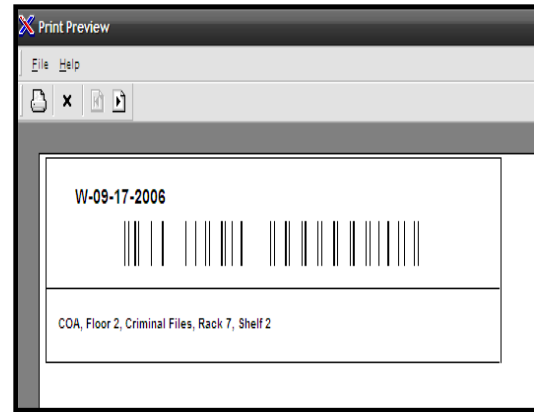 Print Preview
File Help
W-09-17-2006
COA, Floor 2, Criminal Files, Rack 7, Shelf 2